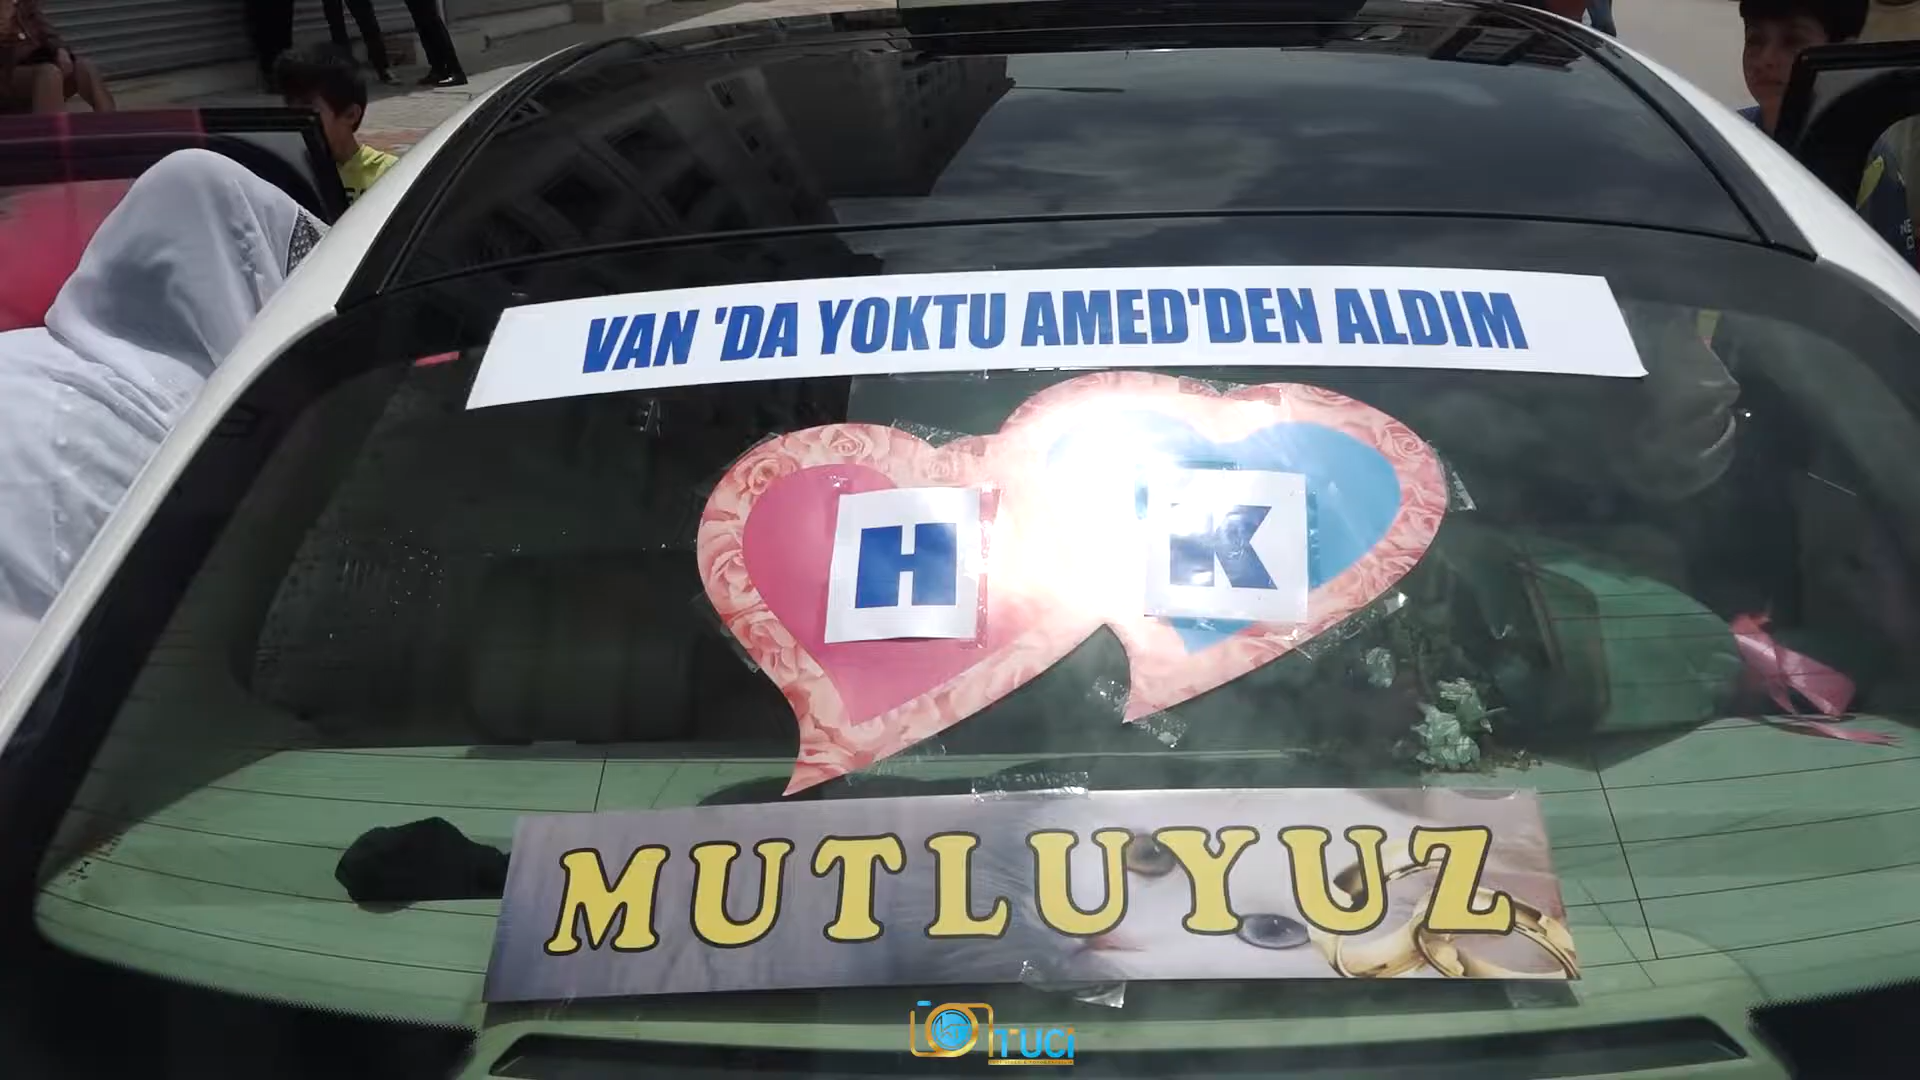 VAN 'DA YOKTU AMED'DEN ALDIM
H K
MUTLUYUZ
TUCI